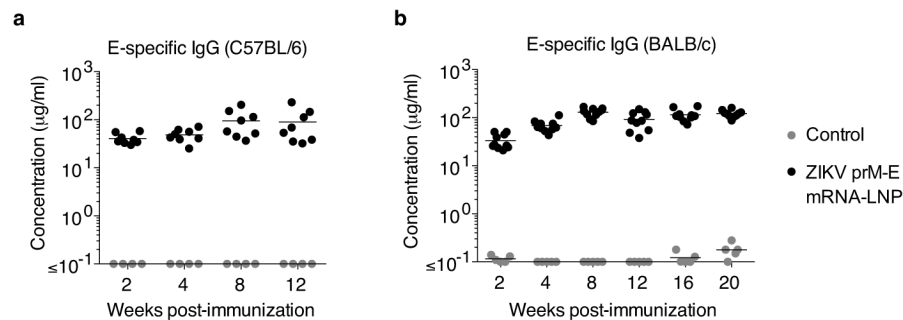 a
E-specific IgG (C57BL/6)
Concentration (μg/ml)
10³
10²
10¹
10⁰
≤10⁻¹
2 4 8 12
Weeks post-immunization
b
E-specific IgG (BALB/c)
Concentration (μg/ml)
10³
10²
10¹
10⁰
≤10⁻¹
2 4 8 12 16 20
Weeks post-immunization
Control
ZIKV prM-E
mRNA-LNP